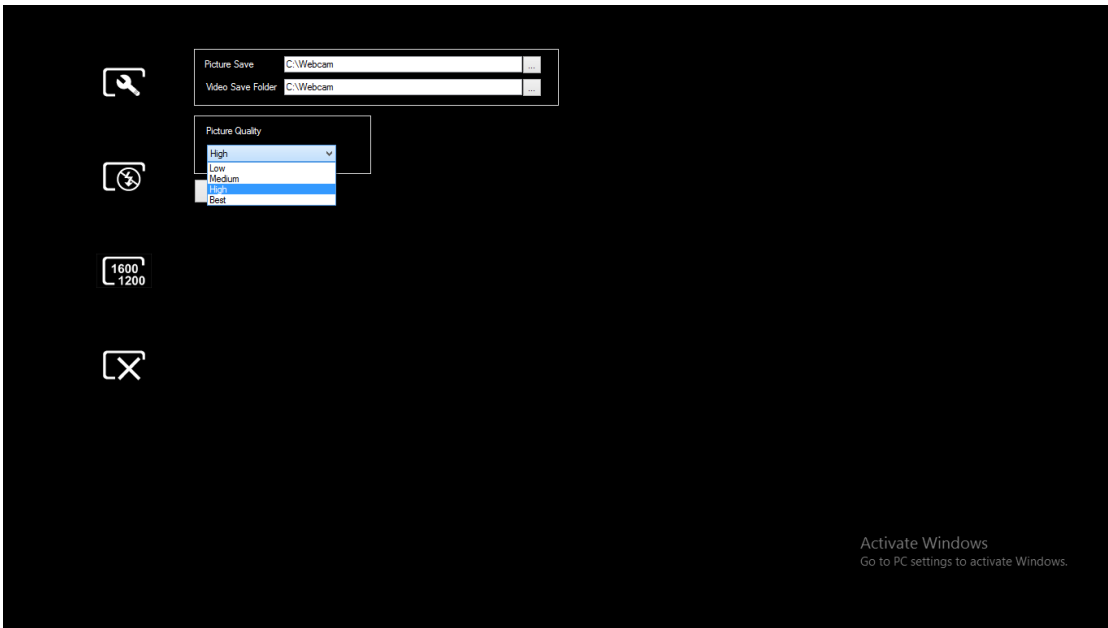 Picture Save C:\Webcam ...
Video Save Folder C:\Webcam ...
Picture Quality
High
Low
Medium
High
Best
1600
1200
Activate Windows
Go to PC settings to activate Windows.